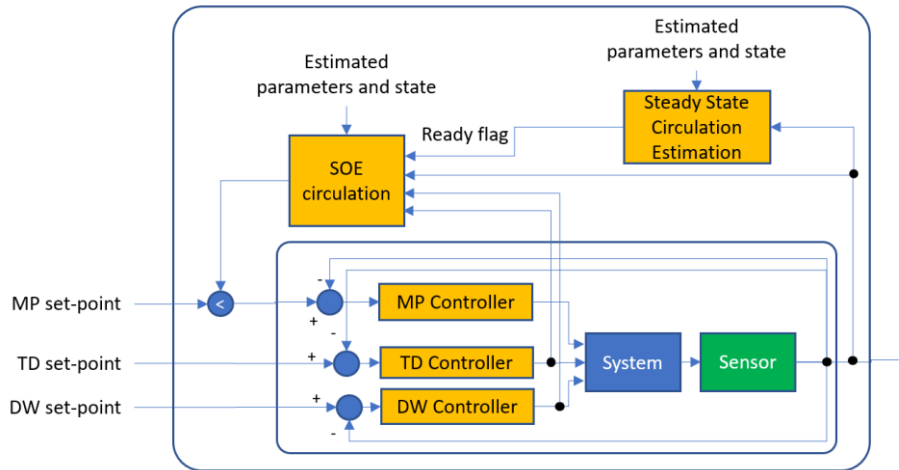 Estimated
parameters and state
Estimated
parameters and state
Steady State
Circulation
Estimation
Ready flag
SOE
circulation
MP set-point
<
-
+
MP Controller
-
TD set-point
+
TD Controller
System
Sensor
DW set-point
+
DW Controller
-